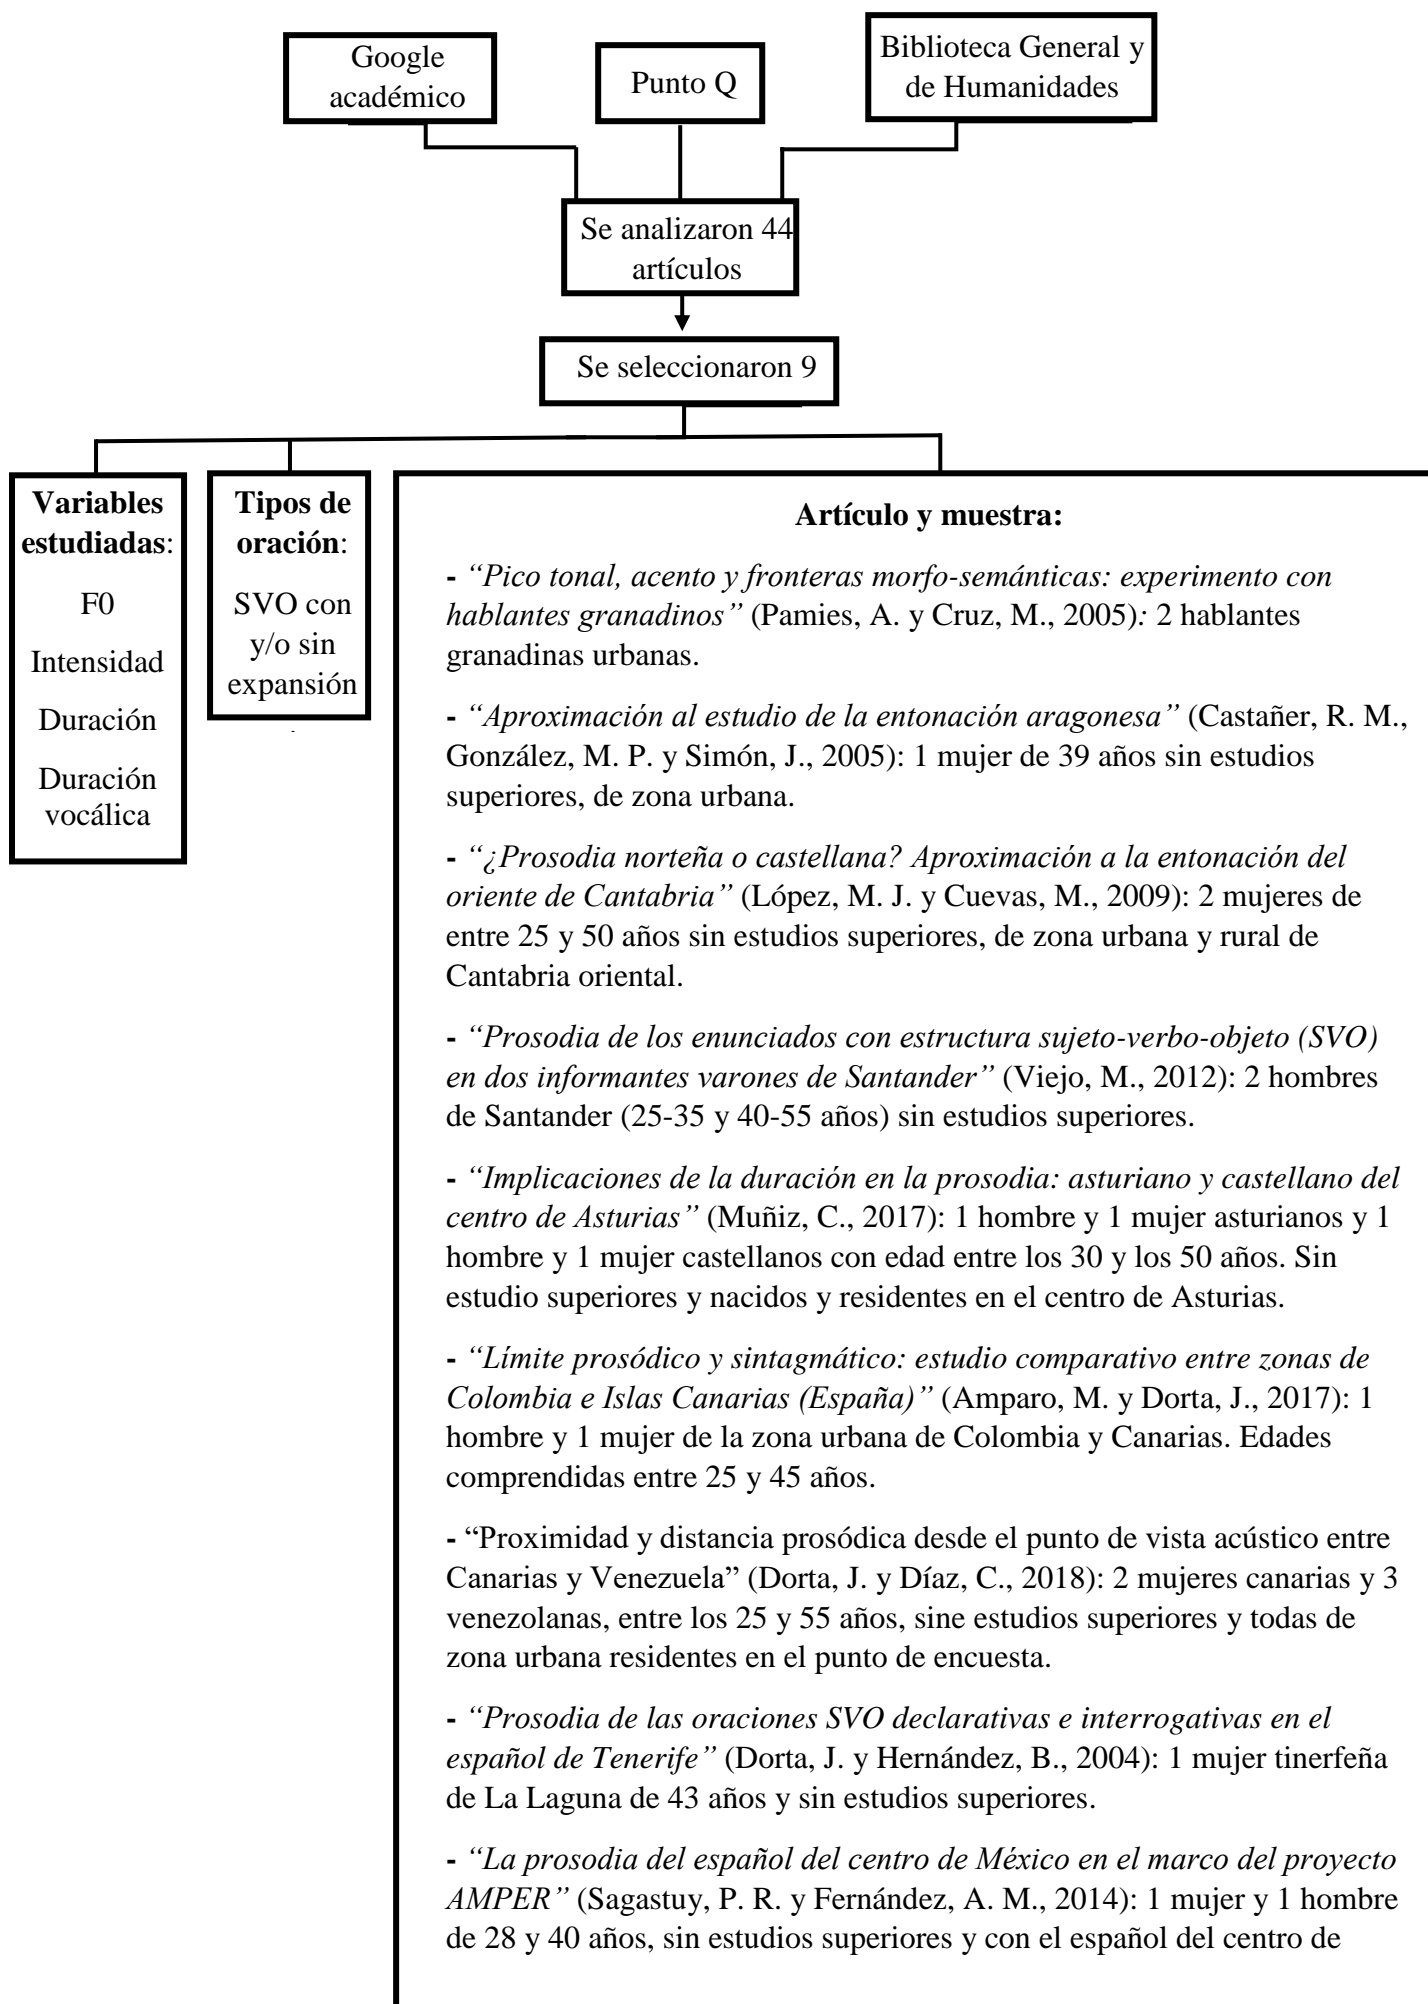 Google
académico
Punto Q
Biblioteca General y
de Humanidades
Se analizaron 44
artículos
Se seleccionaron 9
Variables
estudiadas:
F0
Intensidad
Duración
Duración
vocálica
Tipos de
oración:
SVO con
y/o sin
expansión
.
Artículo y muestra:
- “Pico tonal, acento y fronteras morfo-semánticas: experimento con
hablantes granadinos” (Pamies, A. y Cruz, M., 2005): 2 hablantes
granadinas urbanas.
- “Aproximación al estudio de la entonación aragonesa” (Castañer, R. M.,
González, M. P. y Simón, J., 2005): 1 mujer de 39 años sin estudios
superiores, de zona urbana.
- “¿Prosodia norteña o castellana? Aproximación a la entonación del
oriente de Cantabria” (López, M. J. y Cuevas, M., 2009): 2 mujeres de
entre 25 y 50 años sin estudios superiores, de zona urbana y rural de
Cantabria oriental.
- “Prosodia de los enunciados con estructura sujeto-verbo-objeto (SVO)
en dos informantes varones de Santander” (Viejo, M., 2012): 2 hombres
de Santander (25-35 y 40-55 años) sin estudios superiores.
- “Implicaciones de la duración en la prosodia: asturiano y castellano del
centro de Asturias” (Muñiz, C., 2017): 1 hombre y 1 mujer asturianos y 1
hombre y 1 mujer castellanos con edad entre los 30 y los 50 años. Sin
estudio superiores y nacidos y residentes en el centro de Asturias.
- “Límite prosódico y sintagmático: estudio comparativo entre zonas de
Colombia e Islas Canarias (España)” (Amparo, M. y Dorta, J., 2017): 1
hombre y 1 mujer de la zona urbana de Colombia y Canarias. Edades
comprendidas entre 25 y 45 años.
- “Proximidad y distancia prosódica desde el punto de vista acústico entre
Canarias y Venezuela” (Dorta, J. y Díaz, C., 2018): 2 mujeres canarias y 3
venezolanas, entre los 25 y 55 años, sine estudios superiores y todas de
zona urbana residentes en el punto de encuesta.
- “Prosodia de las oraciones SVO declarativas e interrogativas en el
español de Tenerife” (Dorta, J. y Hernández, B., 2004): 1 mujer tinerfeña
de La Laguna de 43 años y sin estudios superiores.
- “La prosodia del español del centro de México en el marco del proyecto
AMPER” (Sagastuy, P. R. y Fernández, A. M., 2014): 1 mujer y 1 hombre
de 28 y 40 años, sin estudios superiores y con el español del centro de